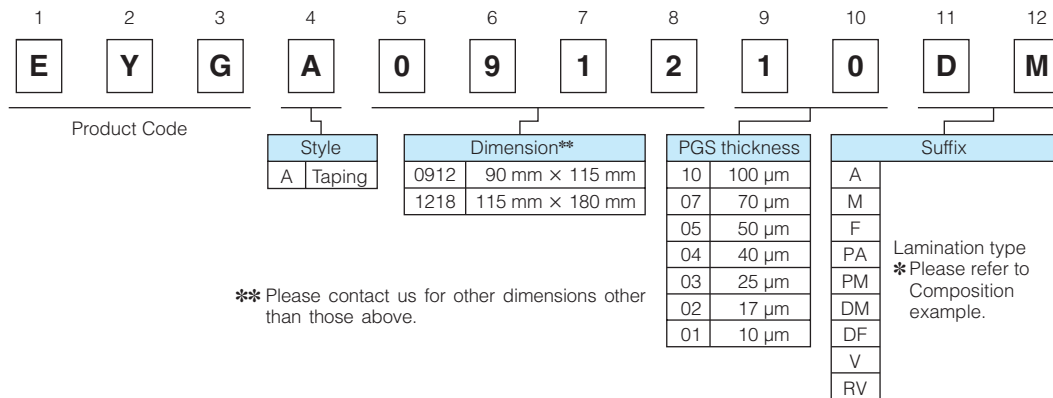 1 2 3 4 5 6 7 8 9 10 11 12
E Y G A 0 9 1 2 1 0 D M
Product Code
Style
A Taping
Dimension**
0912 90 mm × 115 mm
1218 115 mm × 180 mm
PGS thickness
10 100 µm
07 70 µm
05 50 µm
04 40 µm
03 25 µm
02 17 µm
01 10 µm
Suffix
A
M
F
PA
PM
DM
DF
V
RV
Lamination type
*Please refer to
Composition
example.
** Please contact us for other dimensions other
than those above.